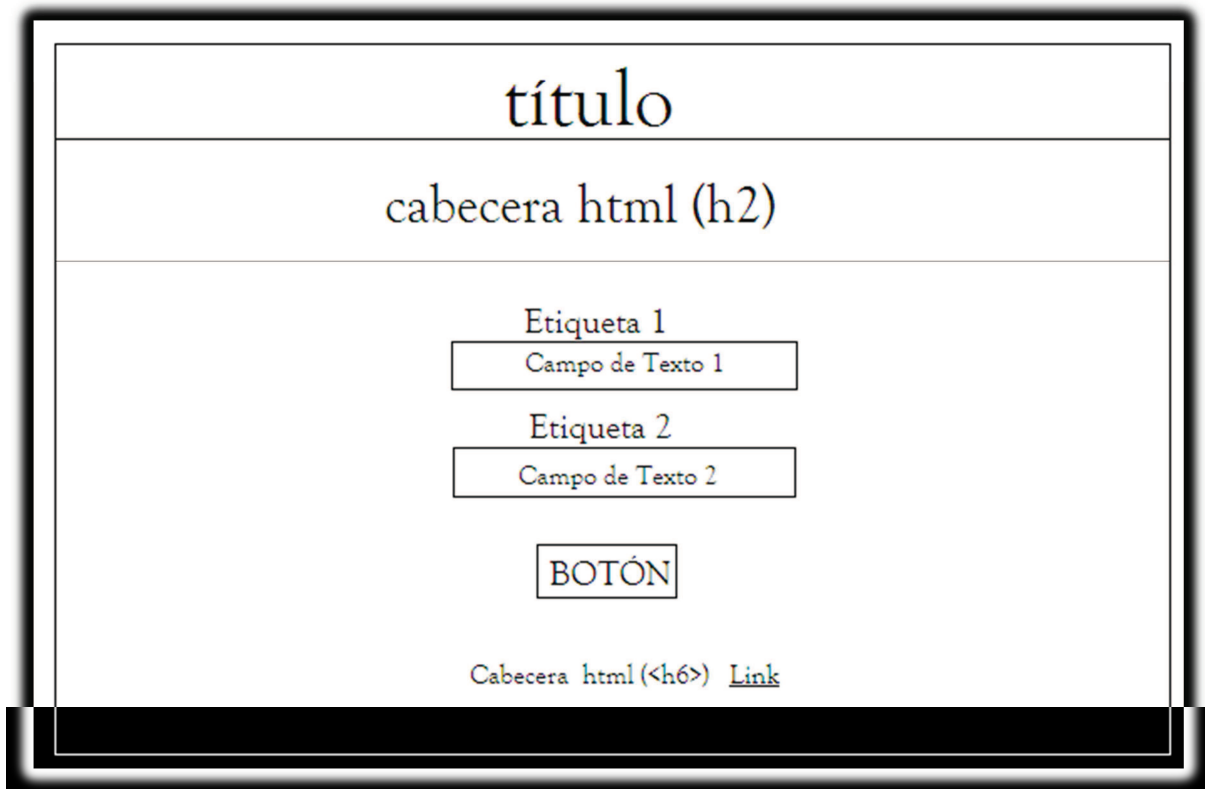 título
cabecera html (h2)
Etiqueta 1
Campo de Texto 1
Etiqueta 2
Campo de Texto 2
BOTÓN
Cabecera html (<h6>) Link